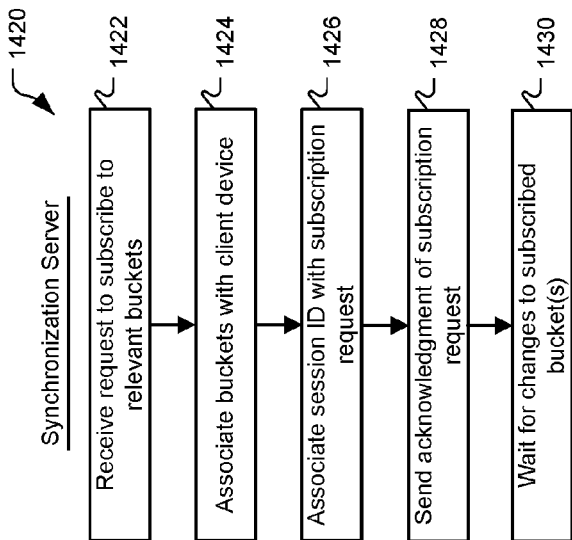 1420
Synchronization Server
Receive request to subscribe to
relevant buckets
1422
Associate buckets with client device
1424
Associate session ID with subscription
request
1426
Send acknowledgment of subscription
request
1428
Wait for changes to subscribed
bucket(s)
1430